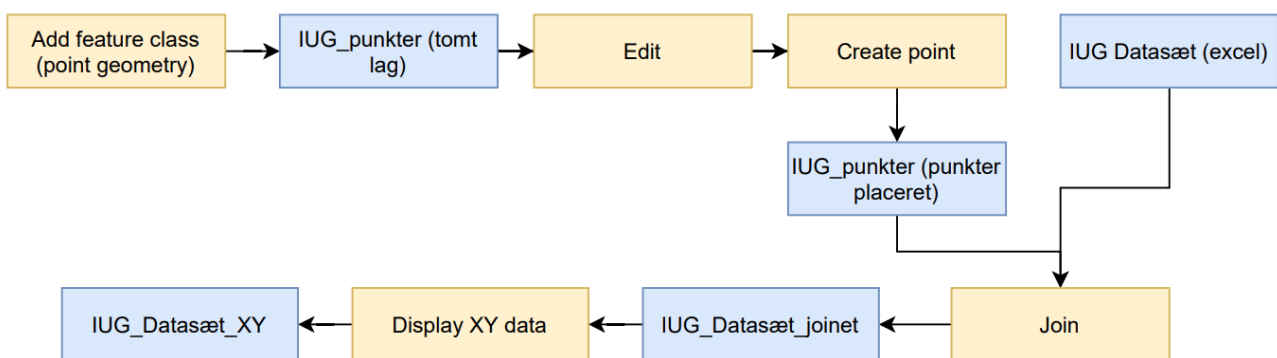 Add feature class
(point geometry)
IUG_punkter (tomt
lag)
Edit
Create point
IUG Datasæt (excel)
IUG_punkter (punkter
placeret)
IUG_Datasæt_XY
Display XY data
IUG_Datasæt_joinet
Join